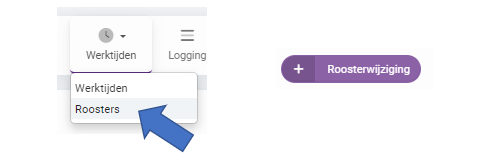 Werktijden
Logging
Werktijden
Roosters
+ Roosterwijziging